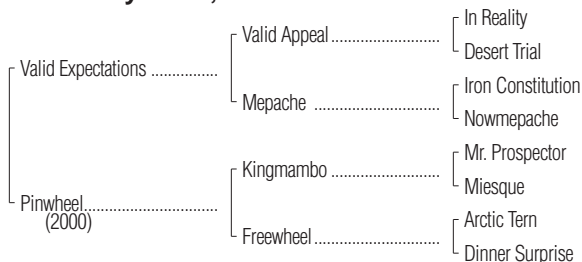 Valid Expectations ................
Pinwheel................................
(2000)
Valid Appeal.........................
Mepache ..............................
Kingmambo..........................
Freewheel.............................
In Reality
Desert Trial
Iron Constitution
Nowmepache
Mr. Prospector
Miesque
Arctic Tern
Dinner Surprise